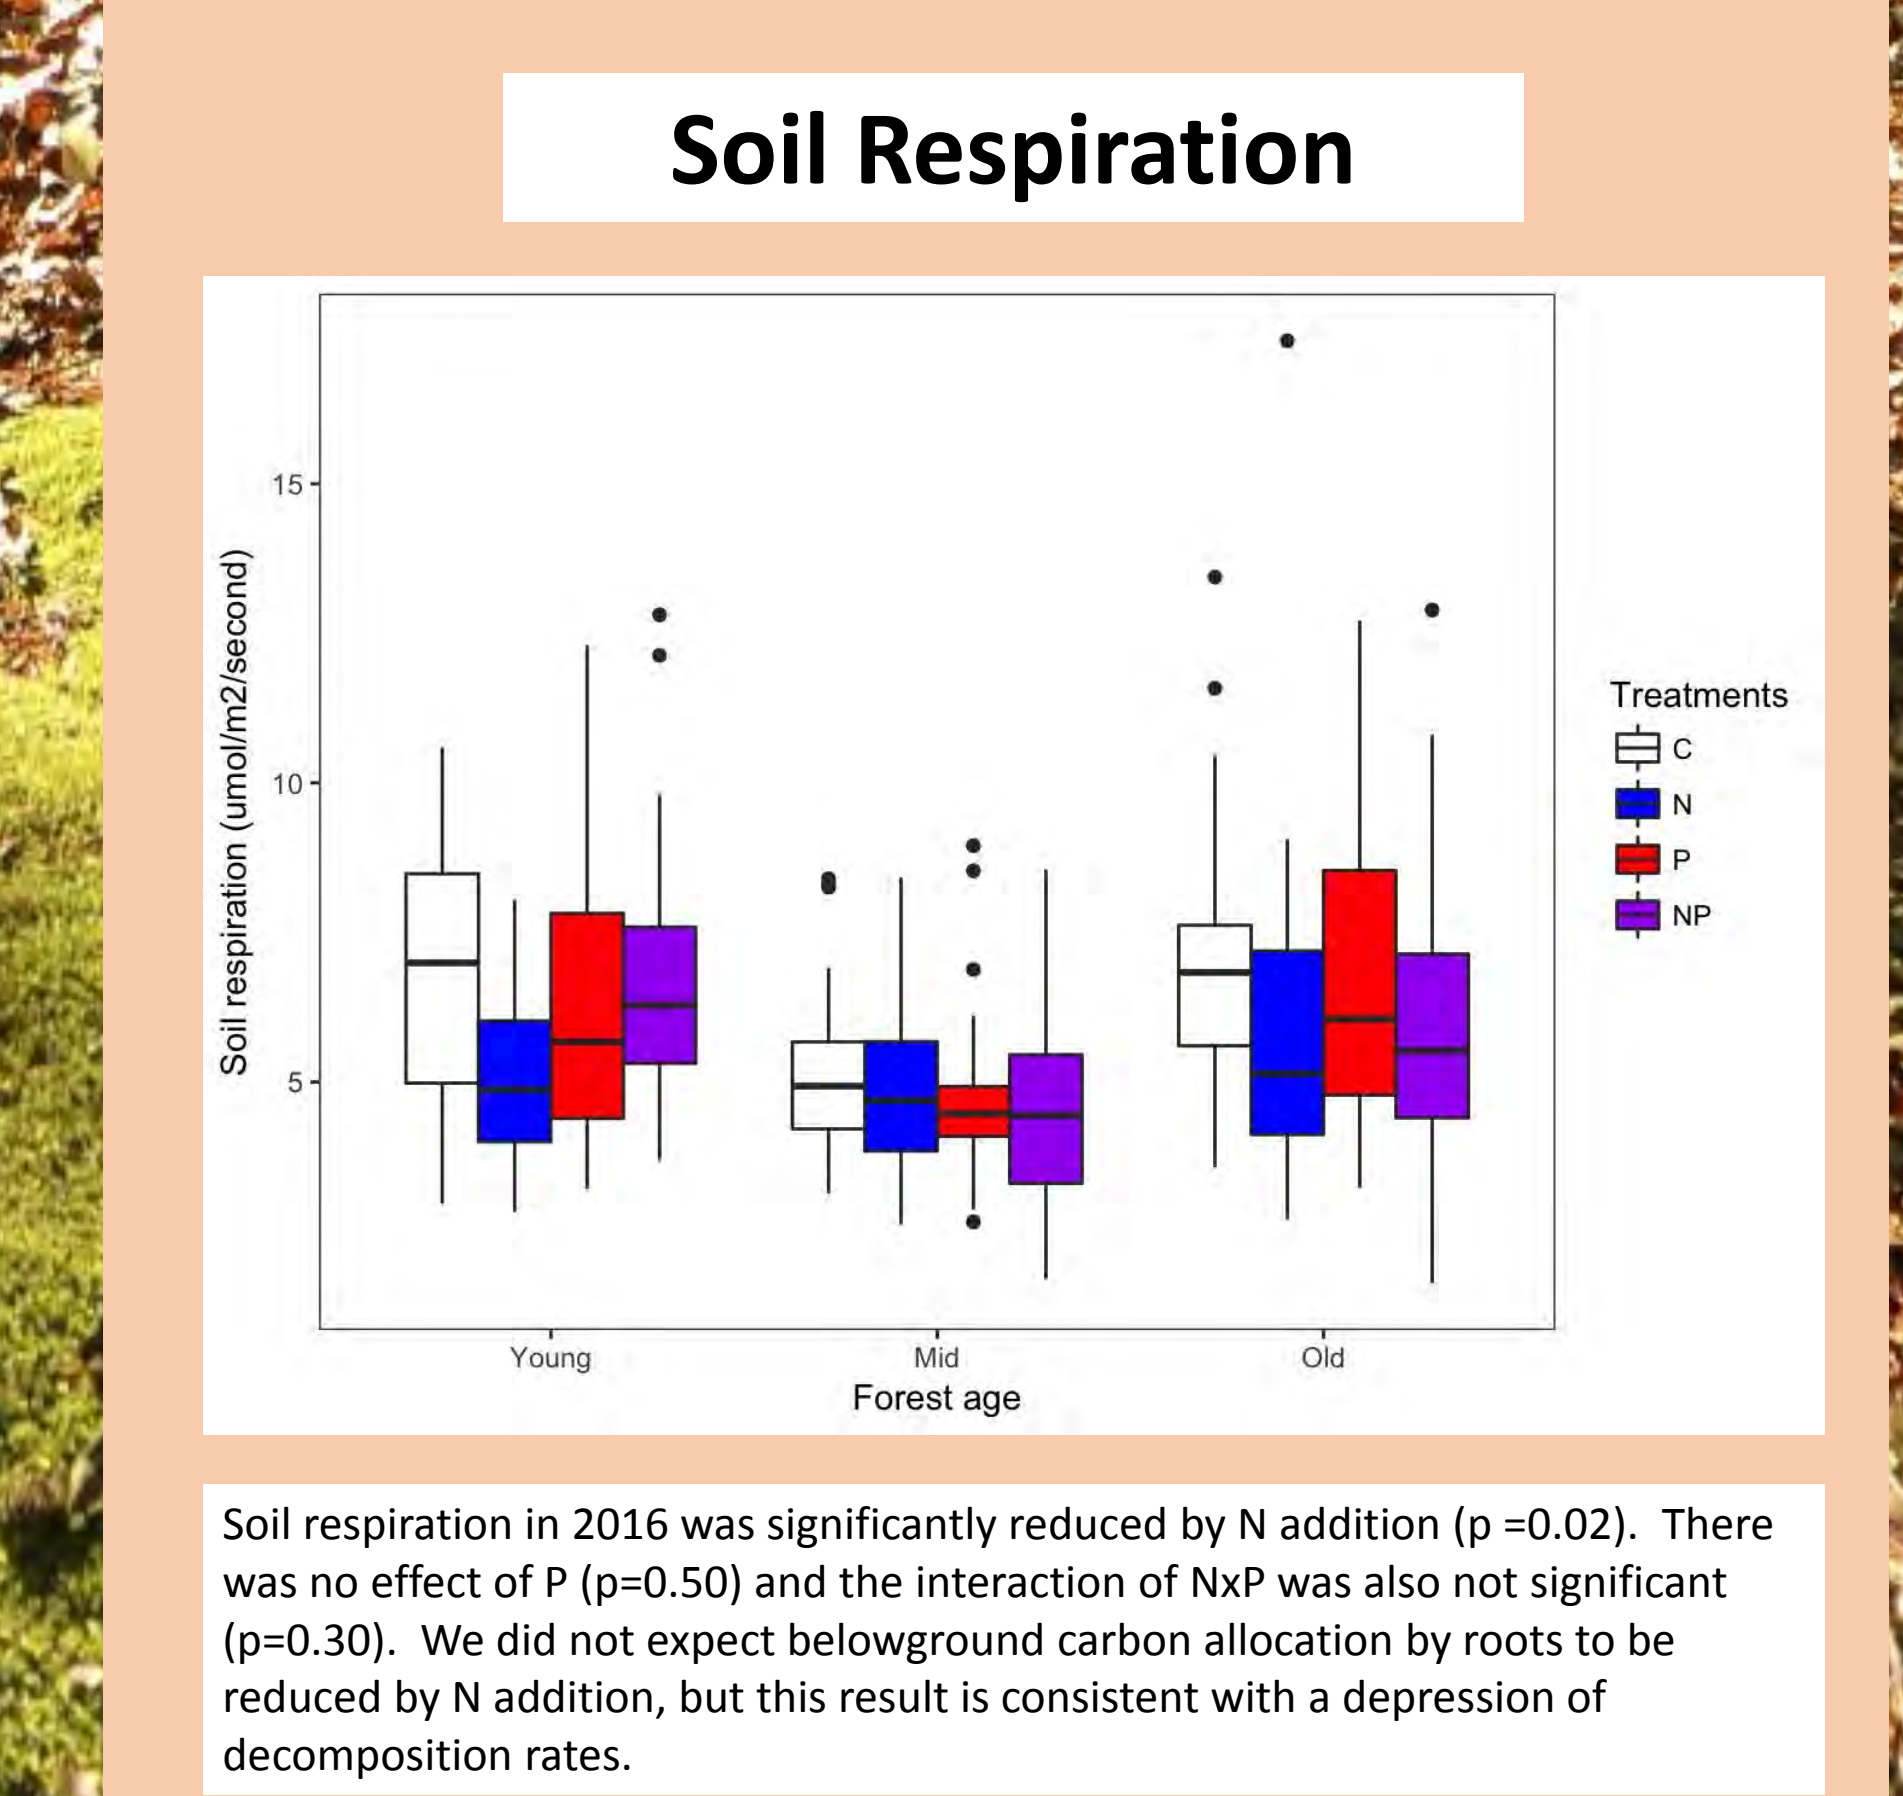 Soil Respiration
15
10
5
Soil respiration (umol/m2/second)
Young
Mid
Old
Forest age
Treatments
C
N
P
NP
Soil respiration in 2016 was significantly reduced by N addition (p =0.02).  There
was no effect of P (p=0.50) and the interaction of NxP was also not significant
(p=0.30).  We did not expect belowground carbon allocation by roots to be
reduced by N addition, but this result is consistent with a depression of
decomposition rates.